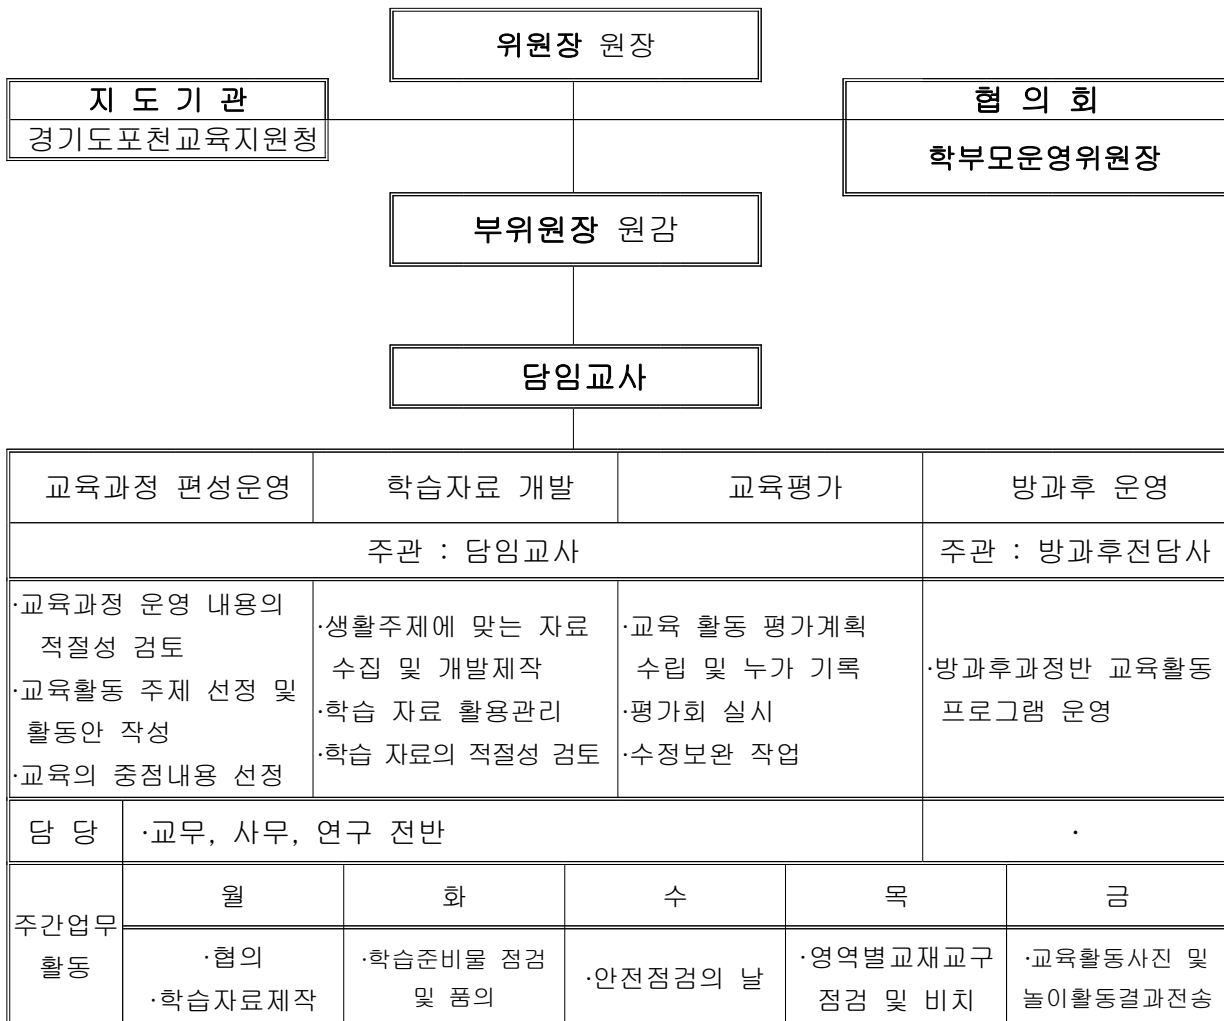 위원장 원장
지 도 기 관
경기도포천교육지원청
협 의 회
학부모운영위원장
부위원장 원감
담임교사
교육과정 편성운영
학습자료 개발
교육평가
방과후 운영
주관 : 담임교사
주관 : 방과후전담사
·교육과정 운영 내용의
적절성 검토
·교육활동 주제 선정 및
활동안 작성
·교육의 중점내용 선정
·생활주제에 맞는 자료
수집 및 개발제작
·학습 자료 활용관리
·학습 자료의 적절성 검토
·교육 활동 평가계획
수립 및 누가 기록
·평가회 실시
·수정보완 작업
·방과후과정반 교육활동
프로그램 운영
담 당
·교무, 사무, 연구 전반
·
주간업무
활동
월
화
수
목
금
·협의
·학습자료제작
·학습준비물 점검
및 품의
·안전점검의 날
·영역별교재교구
점검 및 비치
·교육활동사진 및
놀이활동결과전송